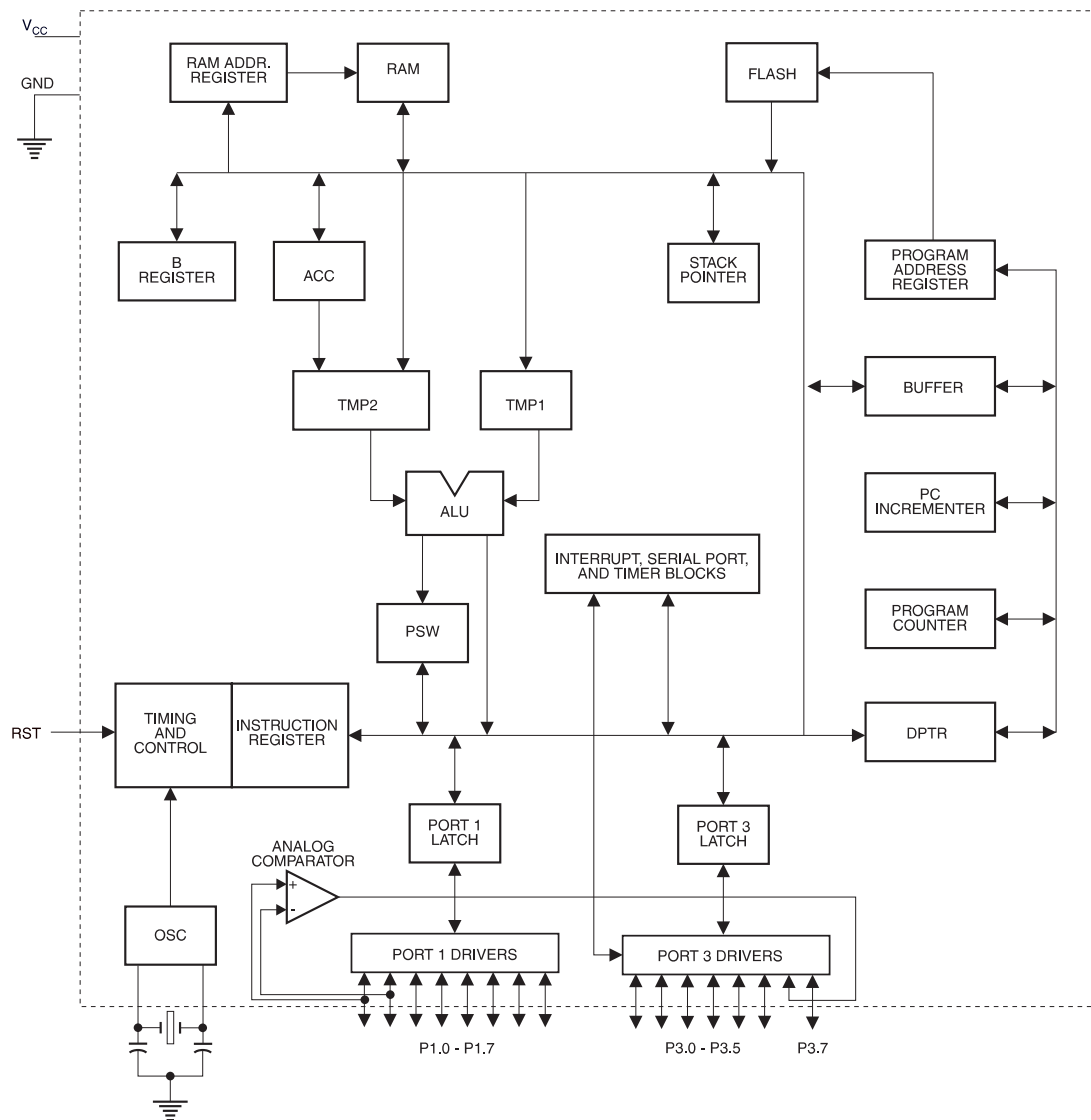 VCC
GND
RAM ADDR.
REGISTER
RAM
FLASH
B
REGISTER
ACC
STACK
POINTER
PROGRAM
ADDRESS
REGISTER
TMP2
TMP1
BUFFER
ALU
PC
INCREMENTER
INTERRUPT, SERIAL PORT,
AND TIMER BLOCKS
PSW
PROGRAM
COUNTER
RST
TIMING
AND
CONTROL
INSTRUCTION
REGISTER
DPTR
PORT 1
LATCH
PORT 3
LATCH
ANALOG
COMPARATOR
+
-
OSC
PORT 1 DRIVERS
PORT 3 DRIVERS
P1.0 - P1.7
P3.0 - P3.5
P3.7